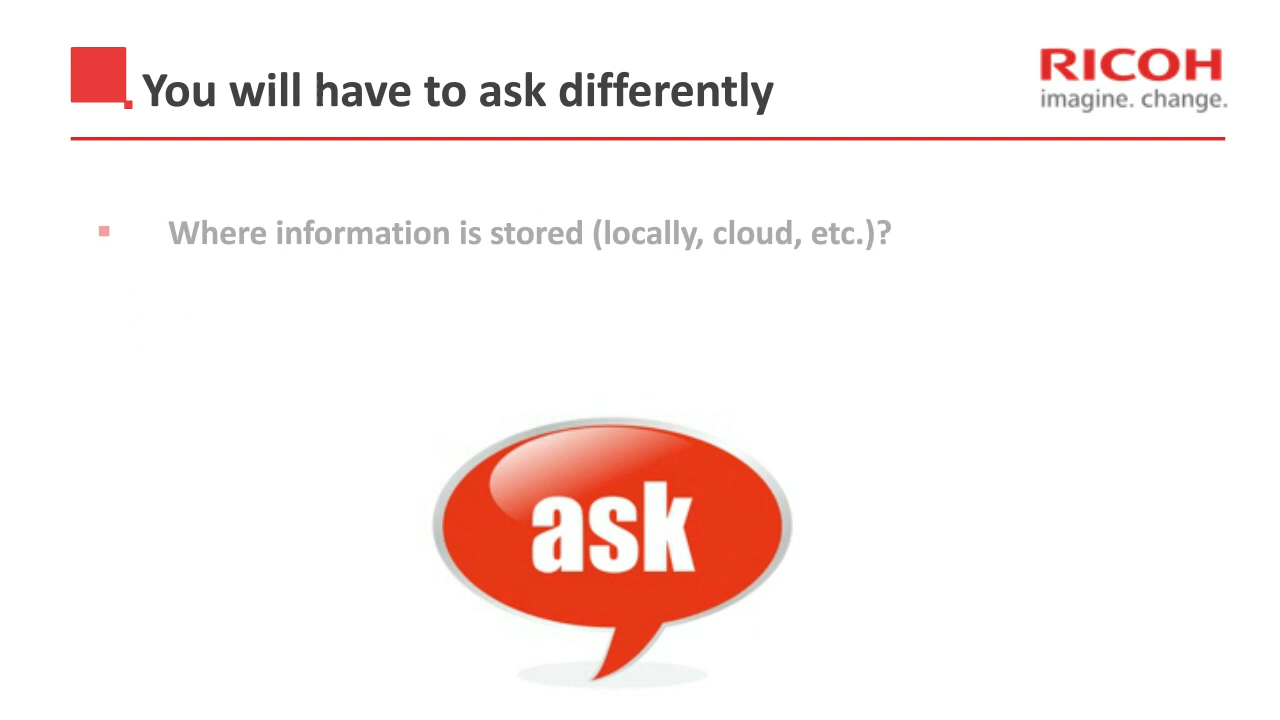 You will have to ask differently
RICOH
imagine. change.
Where information is stored (locally, cloud, etc.)?
ask